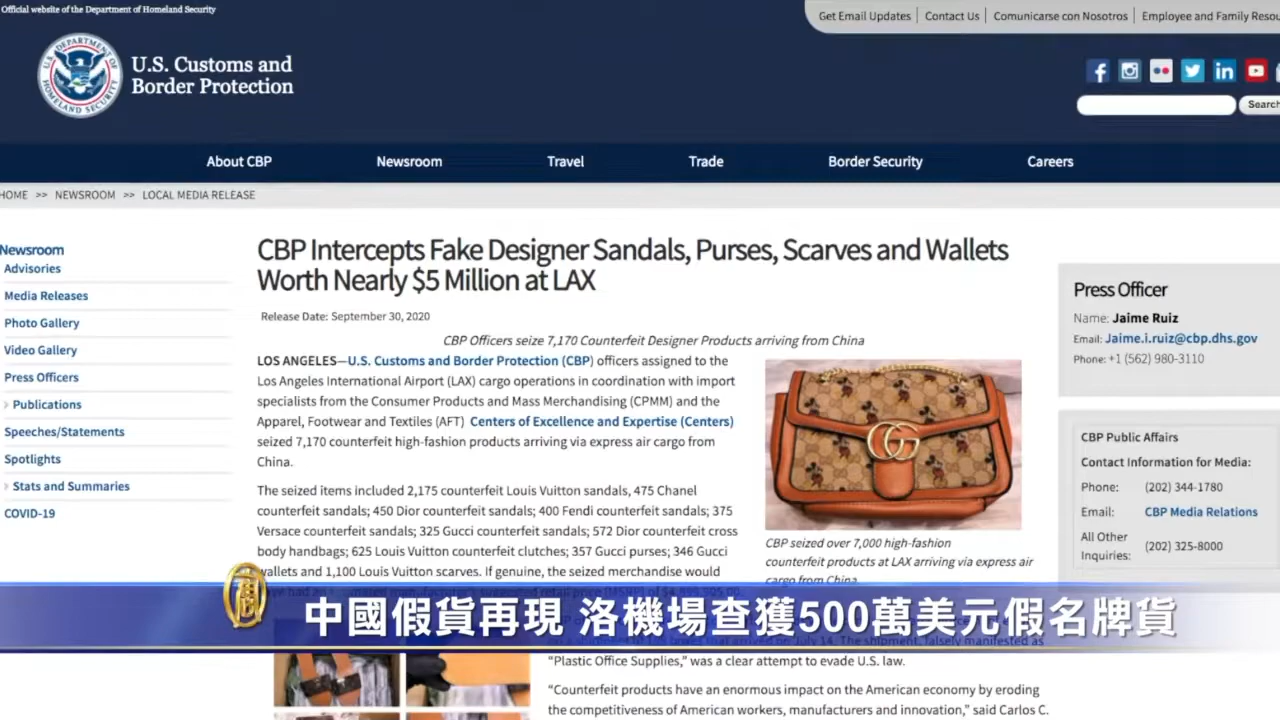 Official website of the Department of Homeland Security
Get Email Updates
Contact Us
Comunicarse con Nosotros
Employee and Family Resou
U.S. Customs and
Border Protection
Search
About CBP
Newsroom
Travel
Trade
Border Security
Careers
HOME >> NEWSROOM >> LOCAL MEDIA RELEASE
Newsroom
Advisories
Media Releases
Photo Gallery
Video Gallery
Press Officers
Publications
Speeches/Statements
Spotlights
Stats and Summaries
COVID-19
CBP Intercepts Fake Designer Sandals, Purses, Scarves and Wallets
Worth Nearly $5 Million at LAX
Release Date: September 30, 2020
CBP Officers seize 7,170 Counterfeit Designer Products arriving from China
LOS ANGELES—U.S. Customs and Border Protection (CBP) officers assigned to the
Los Angeles International Airport (LAX) cargo operations in coordination with import
specialists from the Consumer Products and Mass Merchandising (CPMM) and the
Apparel, Footwear and Textiles (AFT) Centers of Excellence and Expertise (Centers)
seized 7,170 counterfeit high-fashion products arriving via express air cargo from
China.
The seized items included 2,175 counterfeit Louis Vuitton sandals, 475 Chanel
counterfeit sandals; 450 Dior counterfeit sandals; 400 Fendi counterfeit sandals; 375
Versace counterfeit sandals; 325 Gucci counterfeit sandals; 572 Dior counterfeit cross
body handbags; 625 Louis Vuitton counterfeit clutches; 357 Gucci purses; 346 Gucci
wallets and 1,100 Louis Vuitton scarves. If genuine, the seized merchandise would
CBP seized over 7,000 high-fashion
counterfeit products at LAX arriving via express air
cargo from China.
Press Officer
Name: Jaime Ruiz
Email: Jaime.i.ruiz@cbp.dhs.gov
Phone: +1 (562) 980-3110
CBP Public Affairs
Contact Information for Media:
Phone: (202) 344-1780
Email: CBP Media Relations
All Other
Inquiries: (202) 325-8000
中國假貨再現 洛機場查獲500萬美元假名牌貨
July 14. The shipment, falsely manifested as
“Plastic Office Supplies,” was a clear attempt to evade U.S. law.
“Counterfeit products have an enormous impact on the American economy by eroding
the competitiveness of American workers, manufacturers and innovation,” said Carlos C.